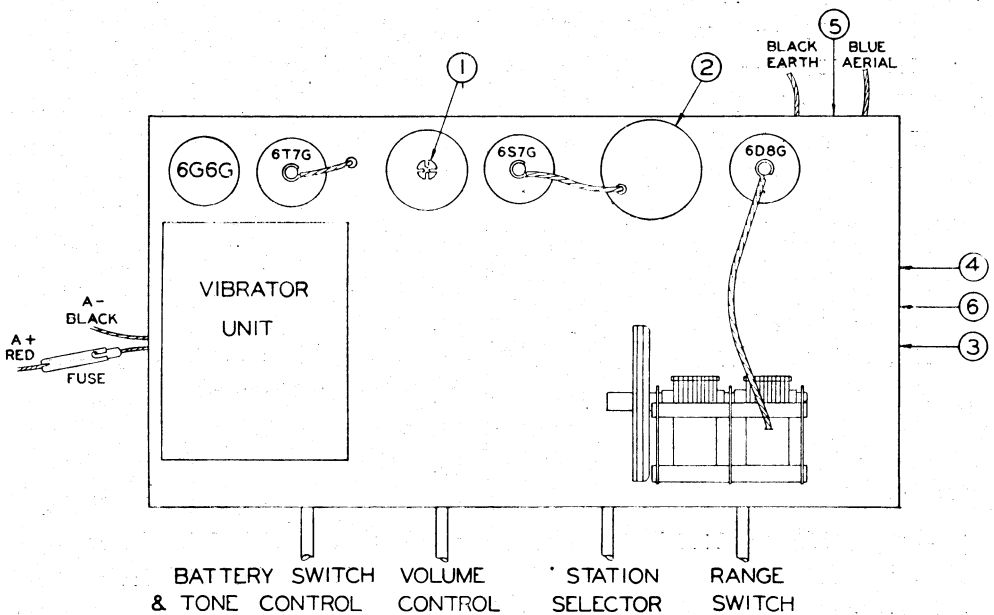 5
BLACK
EARTH
BLUE
AERIAL
1
2
6G6G
6T7G
6S7G
6D8G
4
6
3
VIBRATOR
UNIT
A-
BLACK
A+
RED
FUSE
BATTERY SWITCH
& TONE CONTROL
VOLUME
CONTROL
STATION
SELECTOR
RANGE
SWITCH